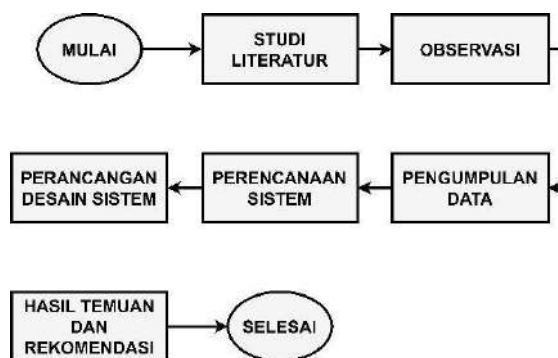 MULAI
STUDI
LITERATUR
OBSERVASI
PENGUMPULAN
DATA
PERENCANAAN
SISTEM
PERANCANGAN
DESAIN SISTEM
HASIL TEMUAN
DAN
REKOMENDASI
SELESAI